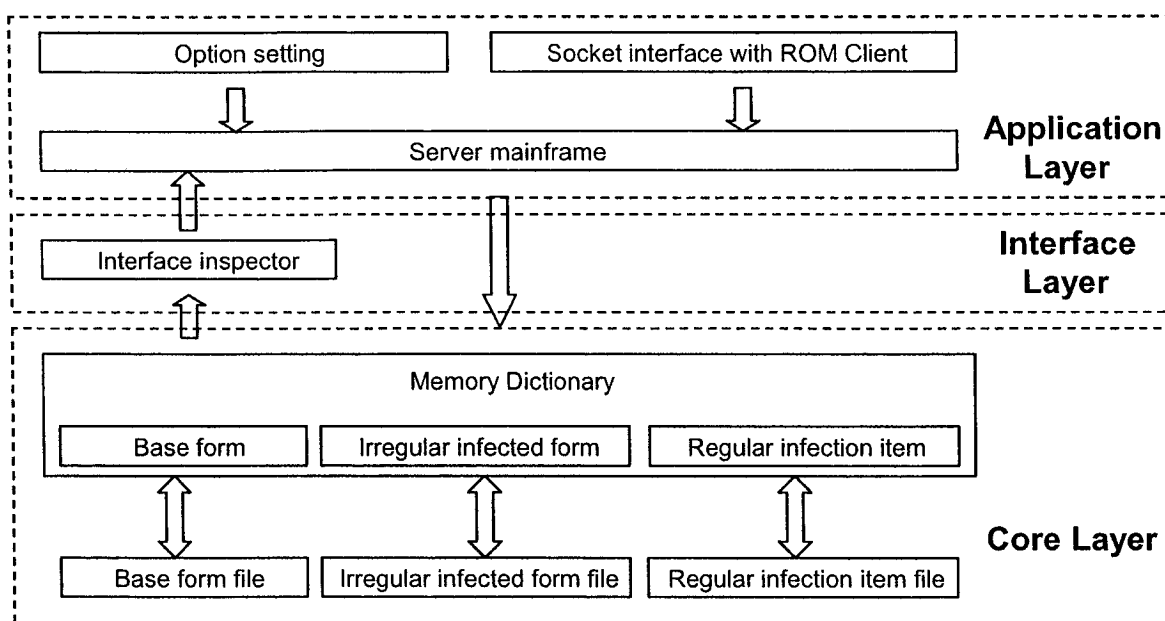 Option setting
Socket interface with ROM Client
Server mainframe
Application
Layer
Interface inspector
Interface
Layer
Memory Dictionary
Base form
Irregular infected form
Regular infection item
Core Layer
Base form file
Irregular infected form file
Regular infection item file